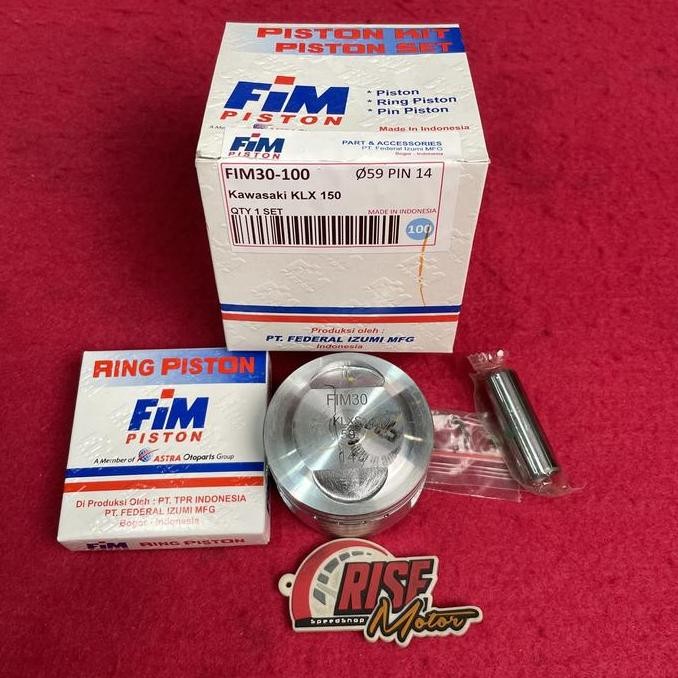 PISTON KIT
PISTON SET
FIM
PISTON
* Piston
* Ring Piston
* Pin Piston
Made In Indonesia
FIM
PISTON
PART & ACCESSORIES
PT. Federal Izumi MFG
Bogor - Indonesia
FIM30-100 Ø59 PIN 14
Kawasaki KLX 150
QTY 1 SET
MADE IN INDONESIA
100
Produksi oleh :
PT. FEDERAL IZUMI MFG
Indonesia
RING PISTON
FIM
PISTON
A Member of ASTRA Otoparts Group
Di Produksi Oleh : PT. TPR INDONESIA
PT. FEDERAL IZUMI MFG
Bogor - Indonesia
FIM RING PISTON
FIM30
59
14
RISE
SpeedShop Motor